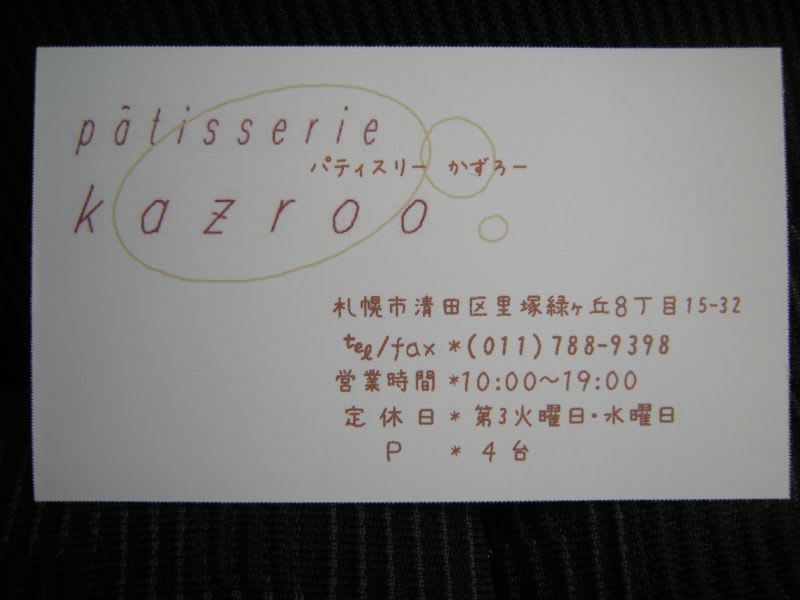 pâtisserie
パティスリー かずろー
kazroo
札幌市清田区里塚緑ヶ丘8丁目15-32
tel/fax *(011)788-9398
営業時間 *10:00~19:00
定休日* 第3火曜日・水曜日
P * 4台